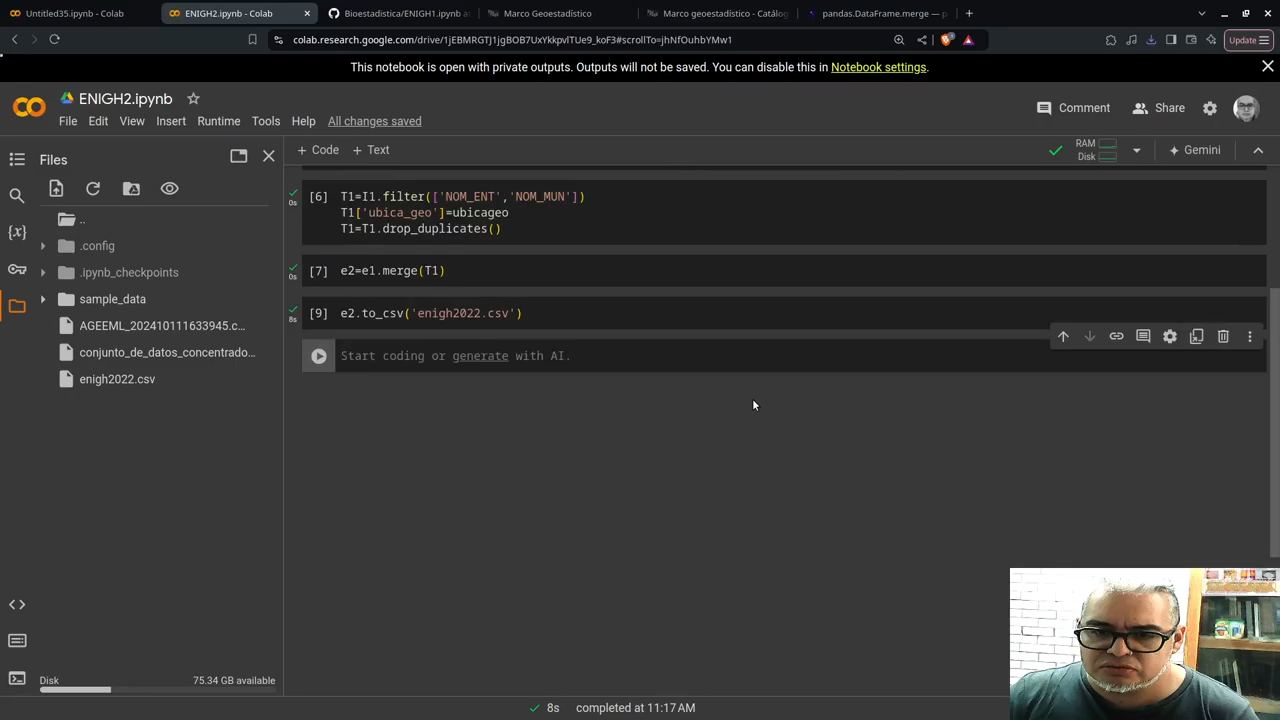 Untitled35.ipynb - Colab
ENIGH2.ipynb - Colab
Bioestadistica/ENIGH1.ipynb a
Marco Geoestadístico
Marco geoestadístico - Catálog
pandas.DataFrame.merge — p
colab.research.google.com/drive/1jEBMRGTJ1jgBOB7UxYkkpvlTUe9_koF3#scrollTo=jhNfOuhbYMw1
Update
This notebook is open with private outputs. Outputs will not be saved. You can disable this in Notebook settings.
ENIGH2.ipynb
Comment
Share
File Edit View Insert Runtime Tools Help All changes saved
Files
+ Code + Text
RAM
Disk
Gemini
..
.config
.ipynb_checkpoints
sample_data
AGEEML_202410111633945.c...
conjunto_de_datos_concentrado...
enigh2022.csv
0s
[6] T1=I1.filter(['NOM_ENT','NOM_MUN'])
T1['ubica_geo']=ubicageo
T1=T1.drop_duplicates()
0s
[7] e2=e1.merge(T1)
8s
[9] e2.to_csv('enigh2022.csv')
Start coding or generate with AI.
Disk
75.34 GB available
8s completed at 11:17 AM